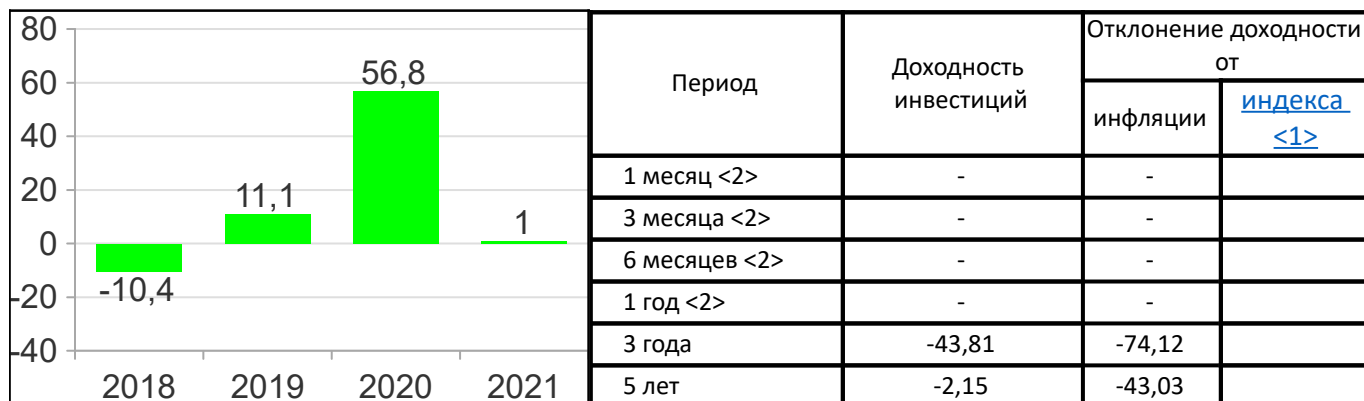 80
60
40
20
0
-20
-40
-10,4
11,1
56,8
1
2018 2019 2020 2021
Период
Доходность
инвестиций
Отклонение доходности
от
инфляции
индекса
<1>
1 месяц <2> - -
3 месяца <2> - -
6 месяцев <2> - -
1 год <2> - -
3 года -43,81 -74,12
5 лет -2,15 -43,03